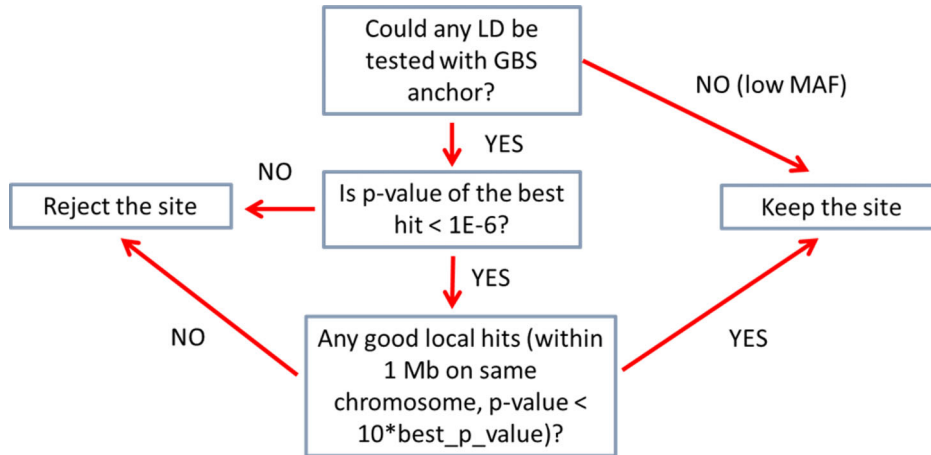 Could any LD be
tested with GBS
anchor?
NO (low MAF)
YES
NO
Reject the site
Is p-value of the best
hit < 1E-6?
Keep the site
YES
NO
Any good local hits (within
1 Mb on same
chromosome, p-value <
10*best_p_value)?
YES